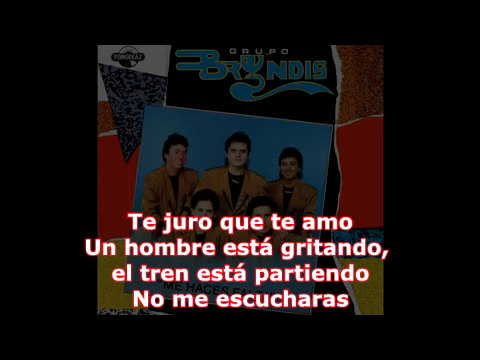 FONODIAZ
GRUPO
BRYNDIS
Te juro que te amo
Un hombre está gritando,
el tren está partiendo
No me escucharas
ME HACES FALTA